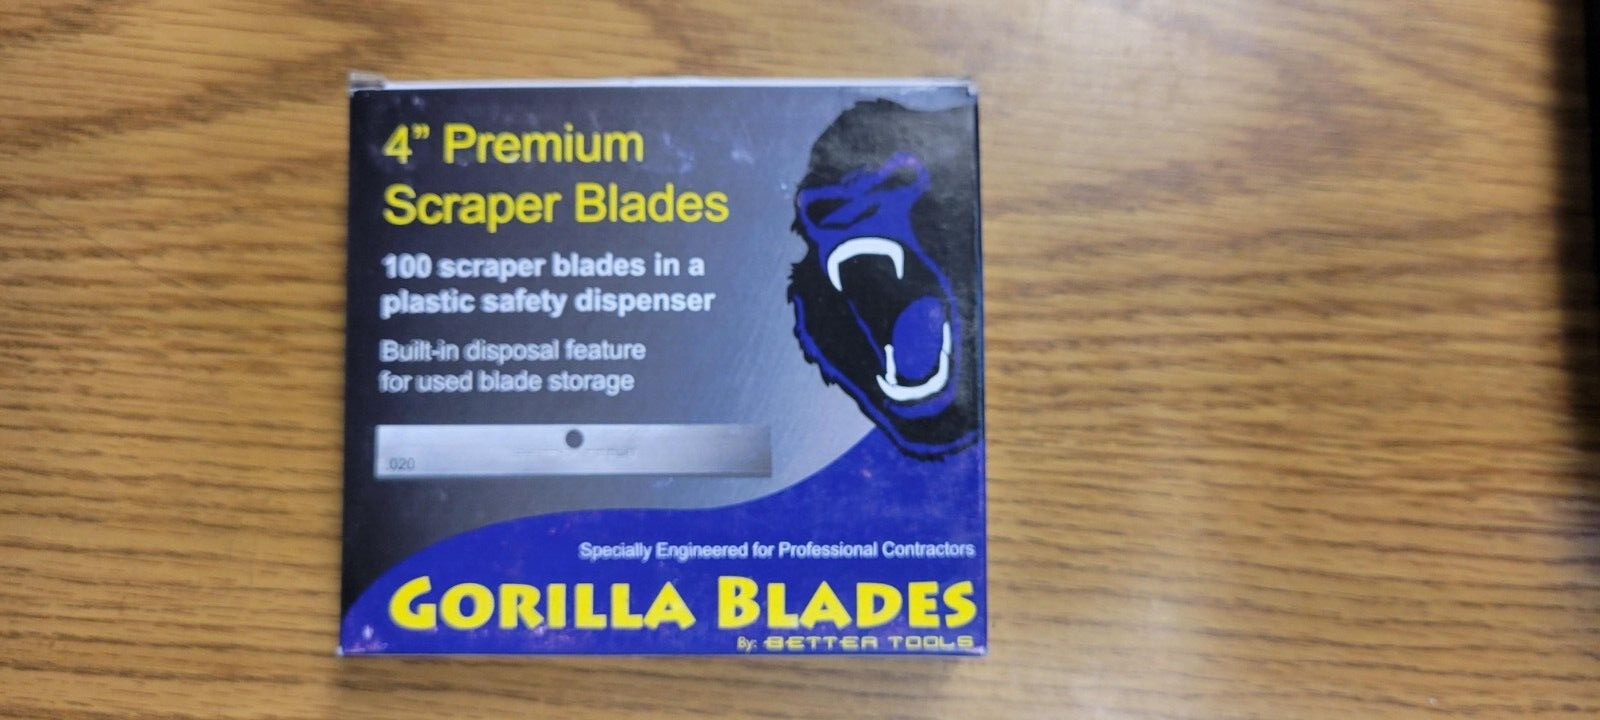 4” Premium
Scraper Blades
100 scraper blades in a
plastic safety dispenser
Built-in disposal feature
for used blade storage
.020
Specially Engineered for Professional Contractors
GORILLA BLADES
By: BETTER TOOLS